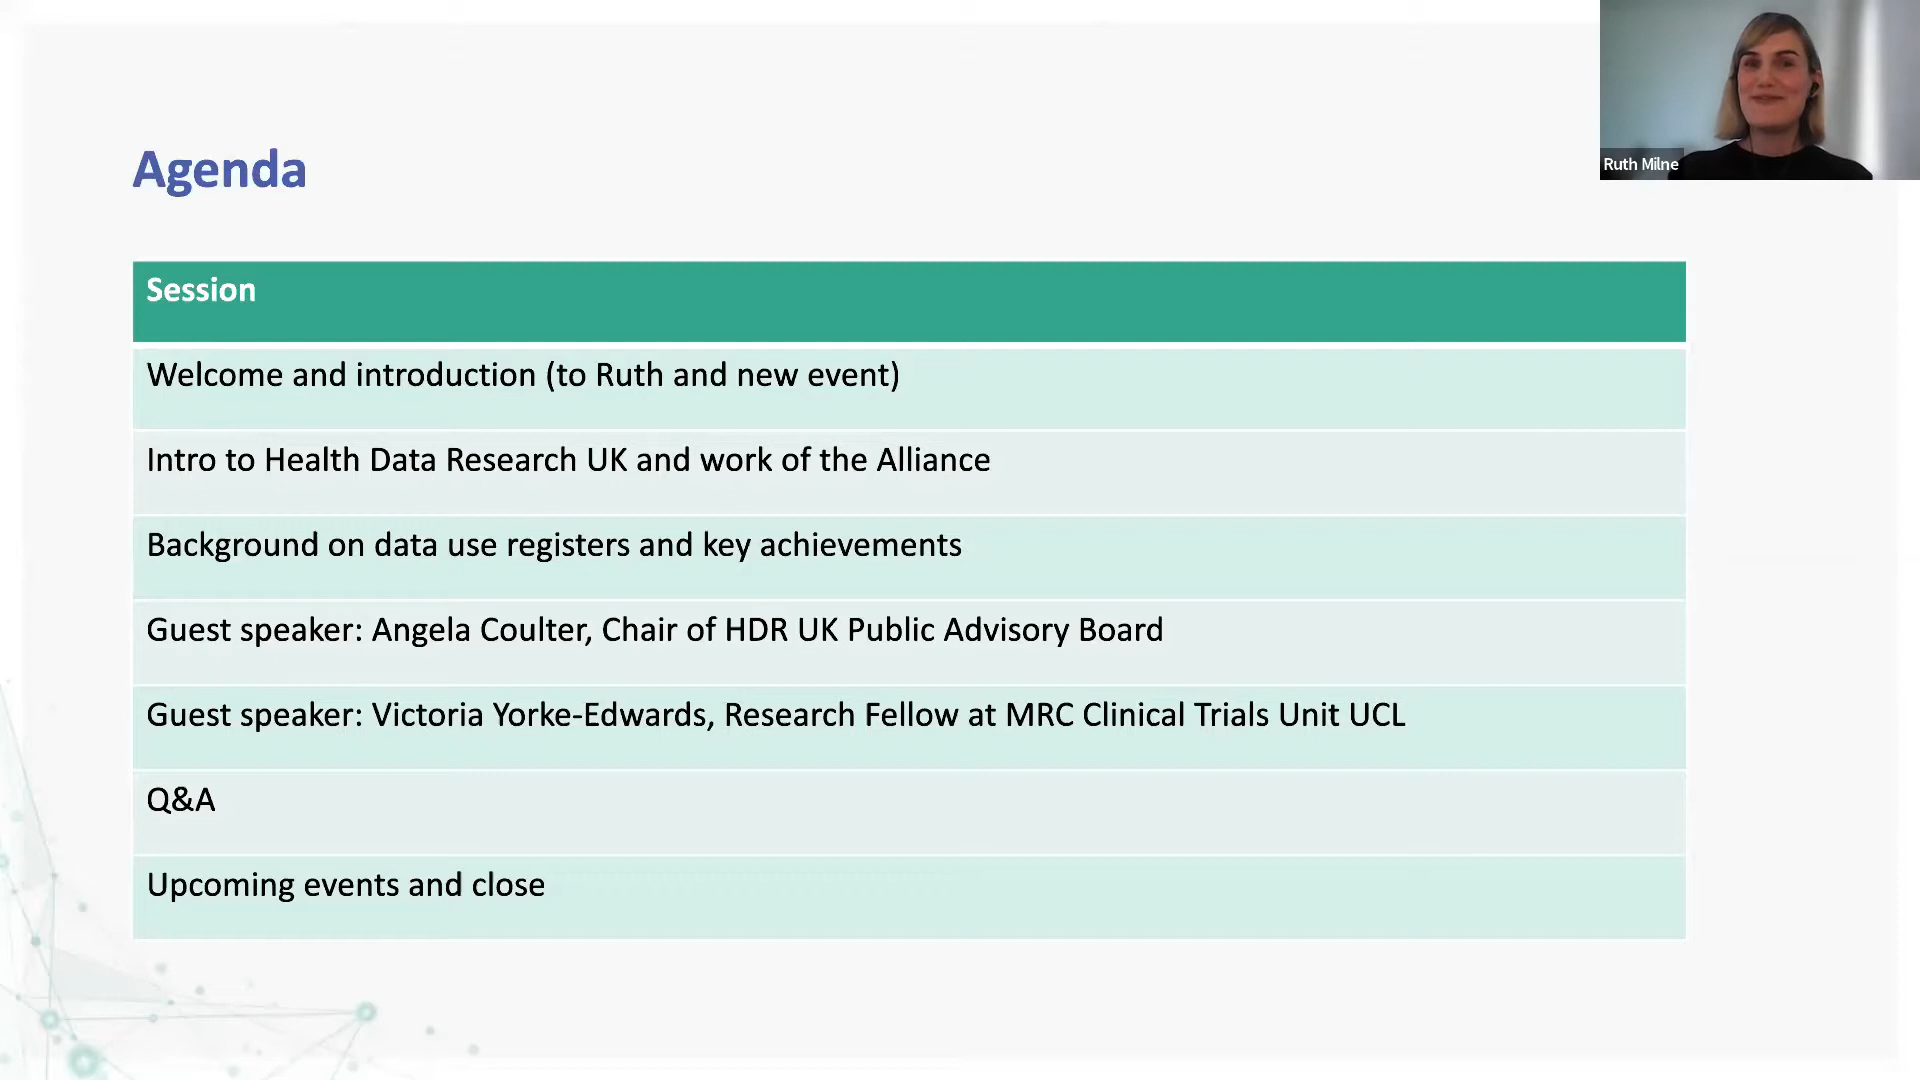 Agenda
Ruth Milne
Session
Welcome and introduction (to Ruth and new event)
Intro to Health Data Research UK and work of the Alliance
Background on data use registers and key achievements
Guest speaker: Angela Coulter, Chair of HDR UK Public Advisory Board
Guest speaker: Victoria Yorke-Edwards, Research Fellow at MRC Clinical Trials Unit UCL
Q&A
Upcoming events and close